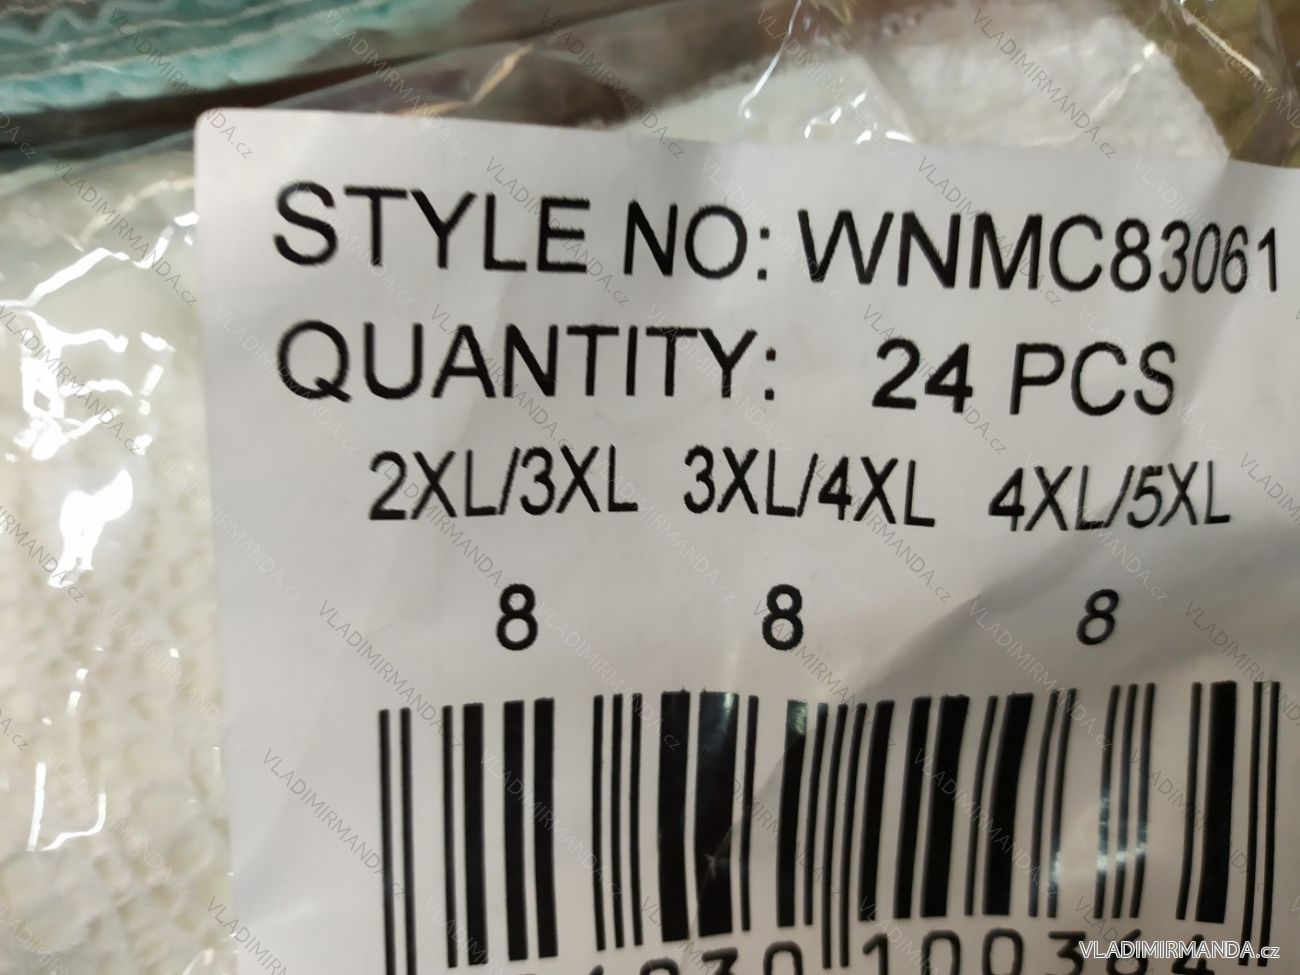 STYLE NO: WNMC83061
QUANTITY: 24 PCS
2XL/3XL 3XL/4XL 4XL/5XL
8 8 8
VLADIMIRMANDA.cz